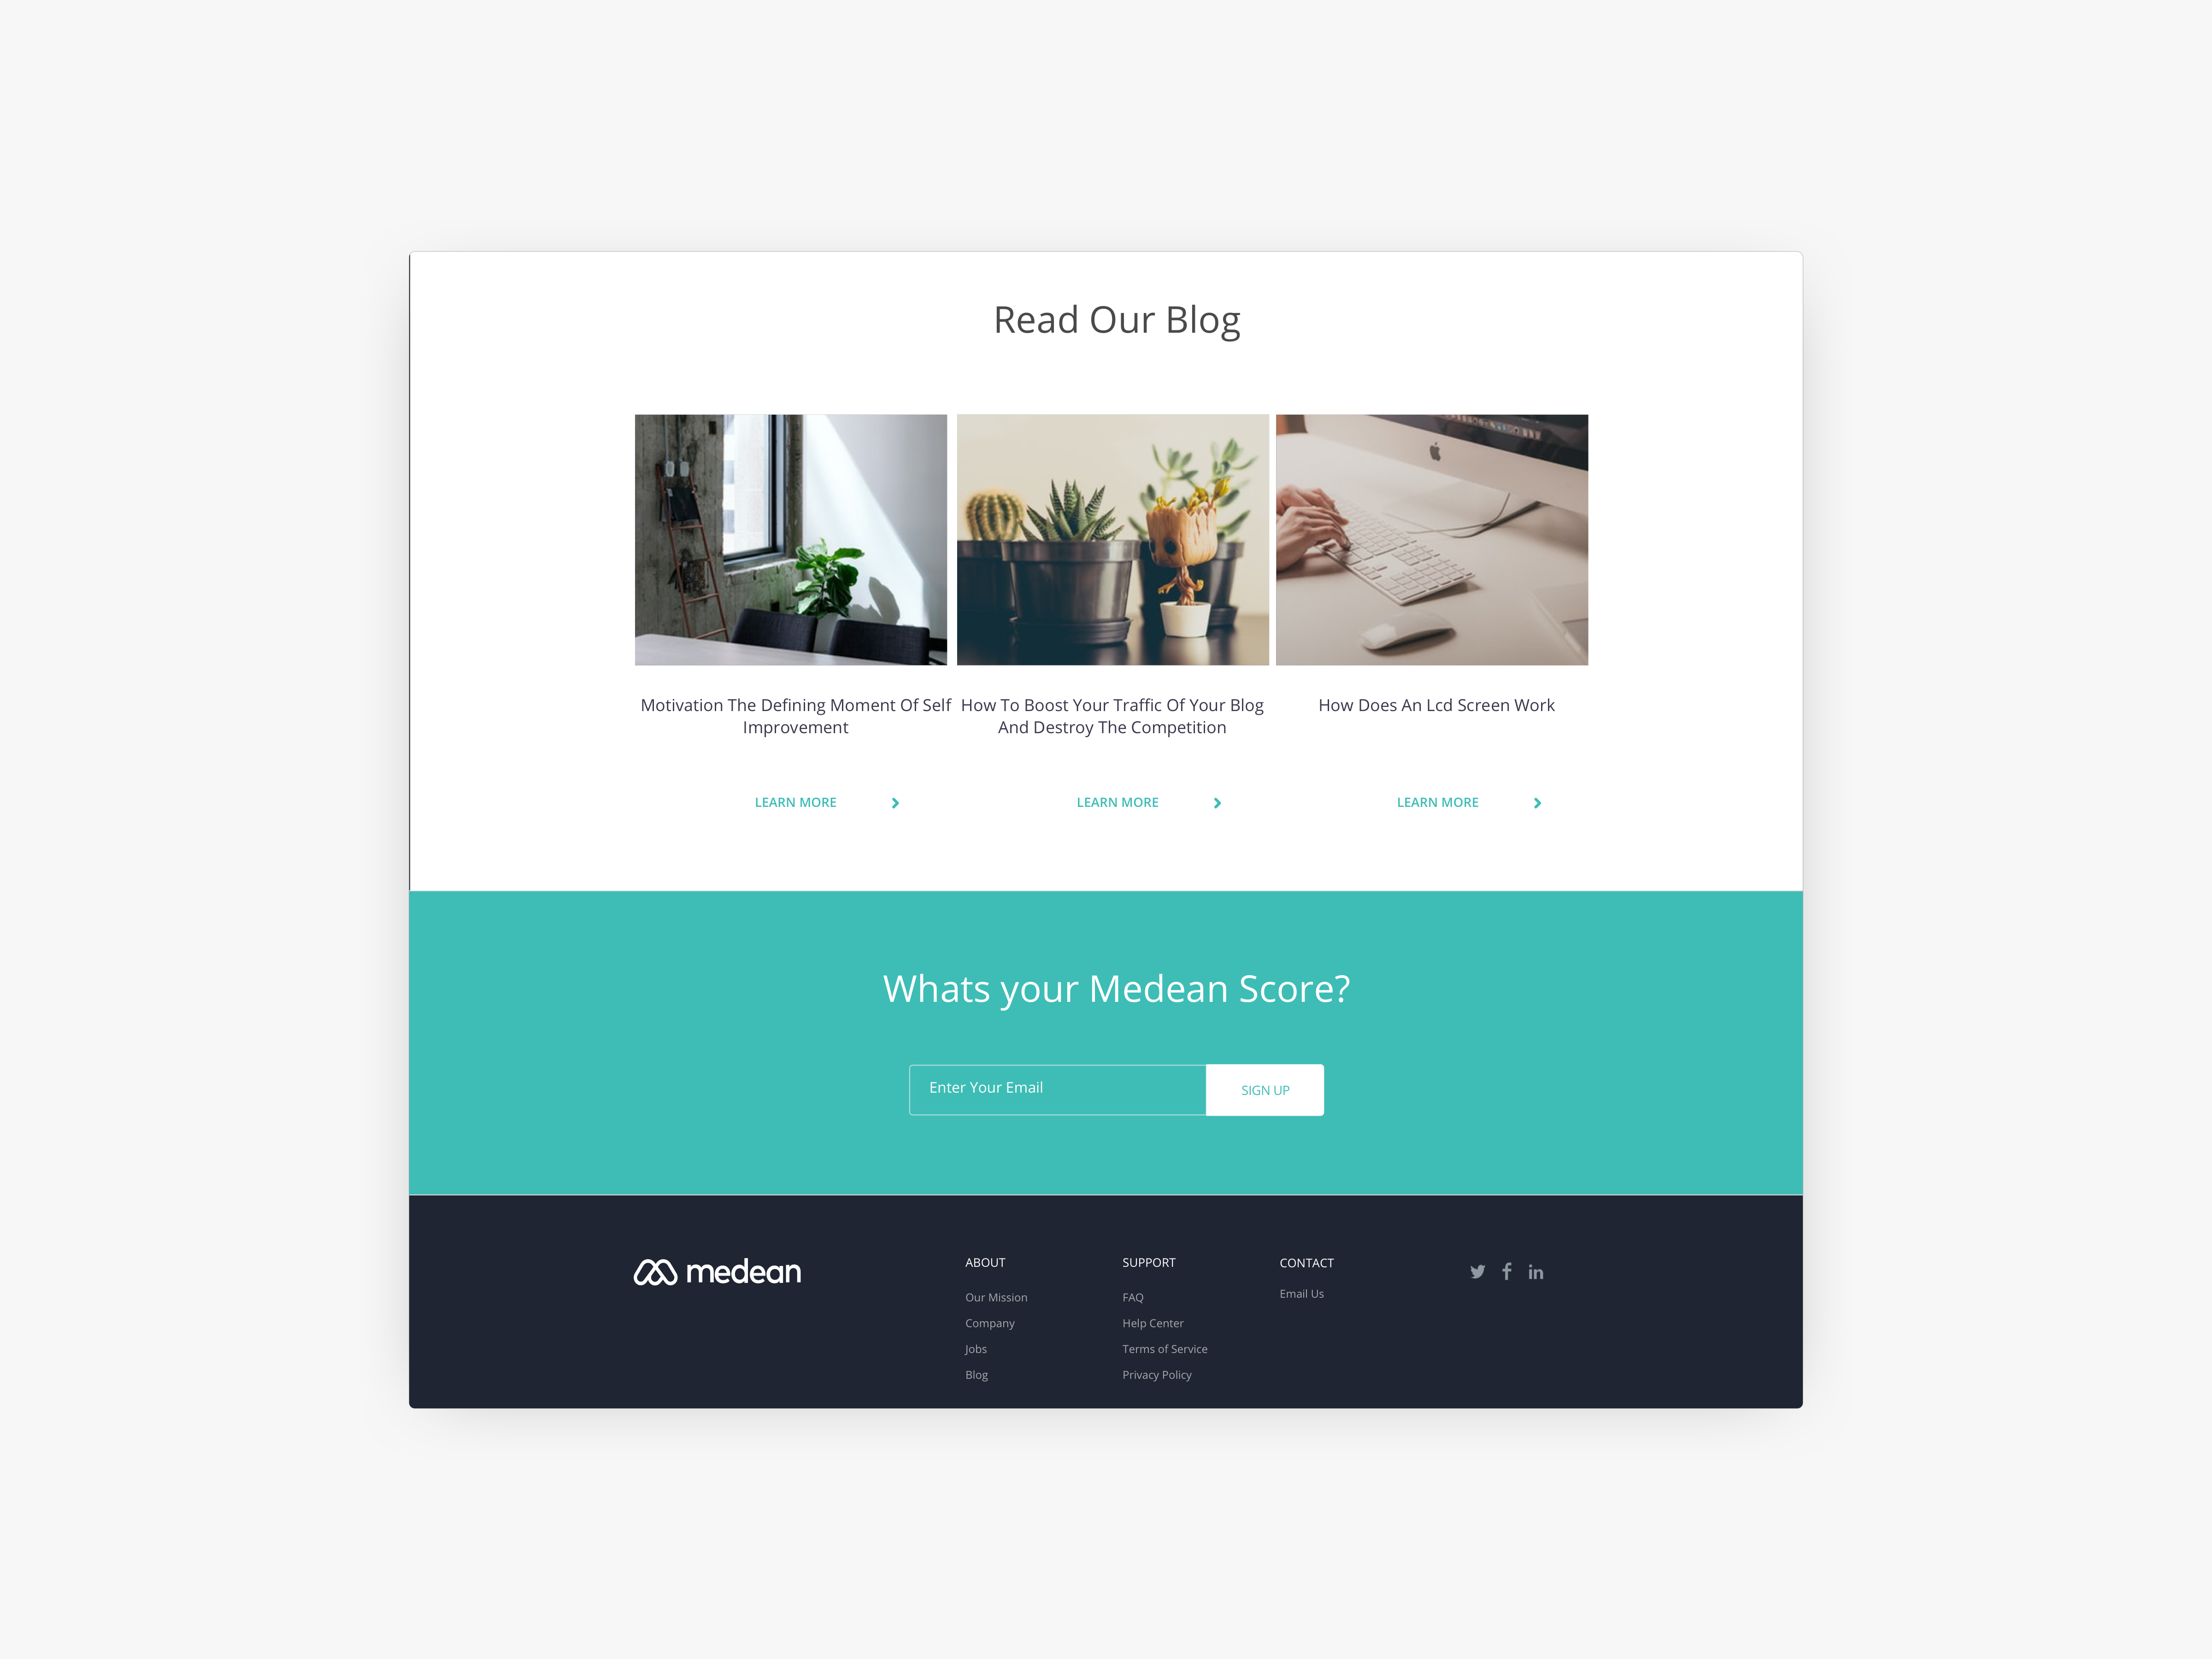 Read Our Blog
Motivation The Defining Moment Of Self
Improvement
How To Boost Your Traffic Of Your Blog
And Destroy The Competition
How Does An Lcd Screen Work
LEARN MORE
LEARN MORE
LEARN MORE
Whats your Medean Score?
Enter Your Email
SIGN UP
medean
ABOUT
Our Mission
Company
Jobs
Blog
SUPPORT
FAQ
Help Center
Terms of Service
Privacy Policy
CONTACT
Email Us